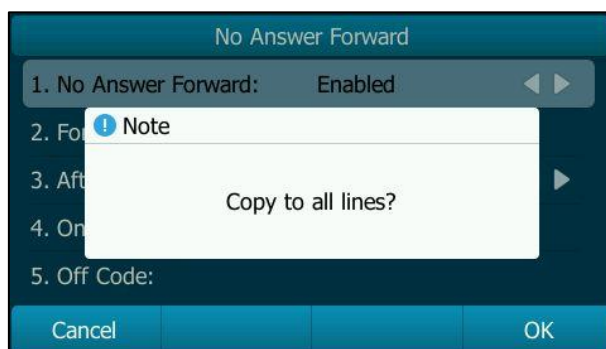 No Answer Forward
1. No Answer Forward: Enabled
2. For
Note
3. Aft
Copy to all lines?
4. On
5. Off Code:
Cancel OK